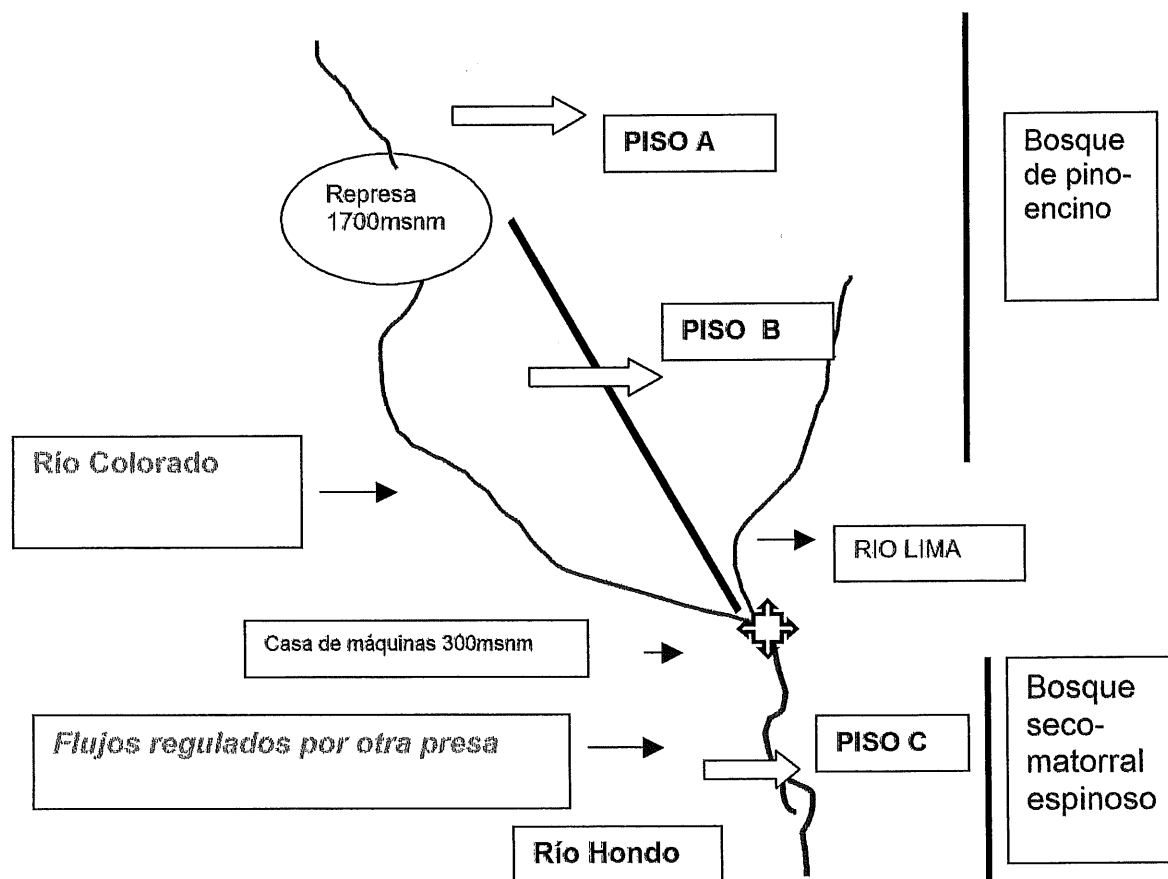 PISO A
Bosque
de pino-
encino
Represa
1700msnm
PISO B
Río Colorado
RIO LIMA
Casa de máquinas 300msnm
Bosque
seco-
matorral
espinoso
Flujos regulados por otra presa
PISO C
Río Hondo